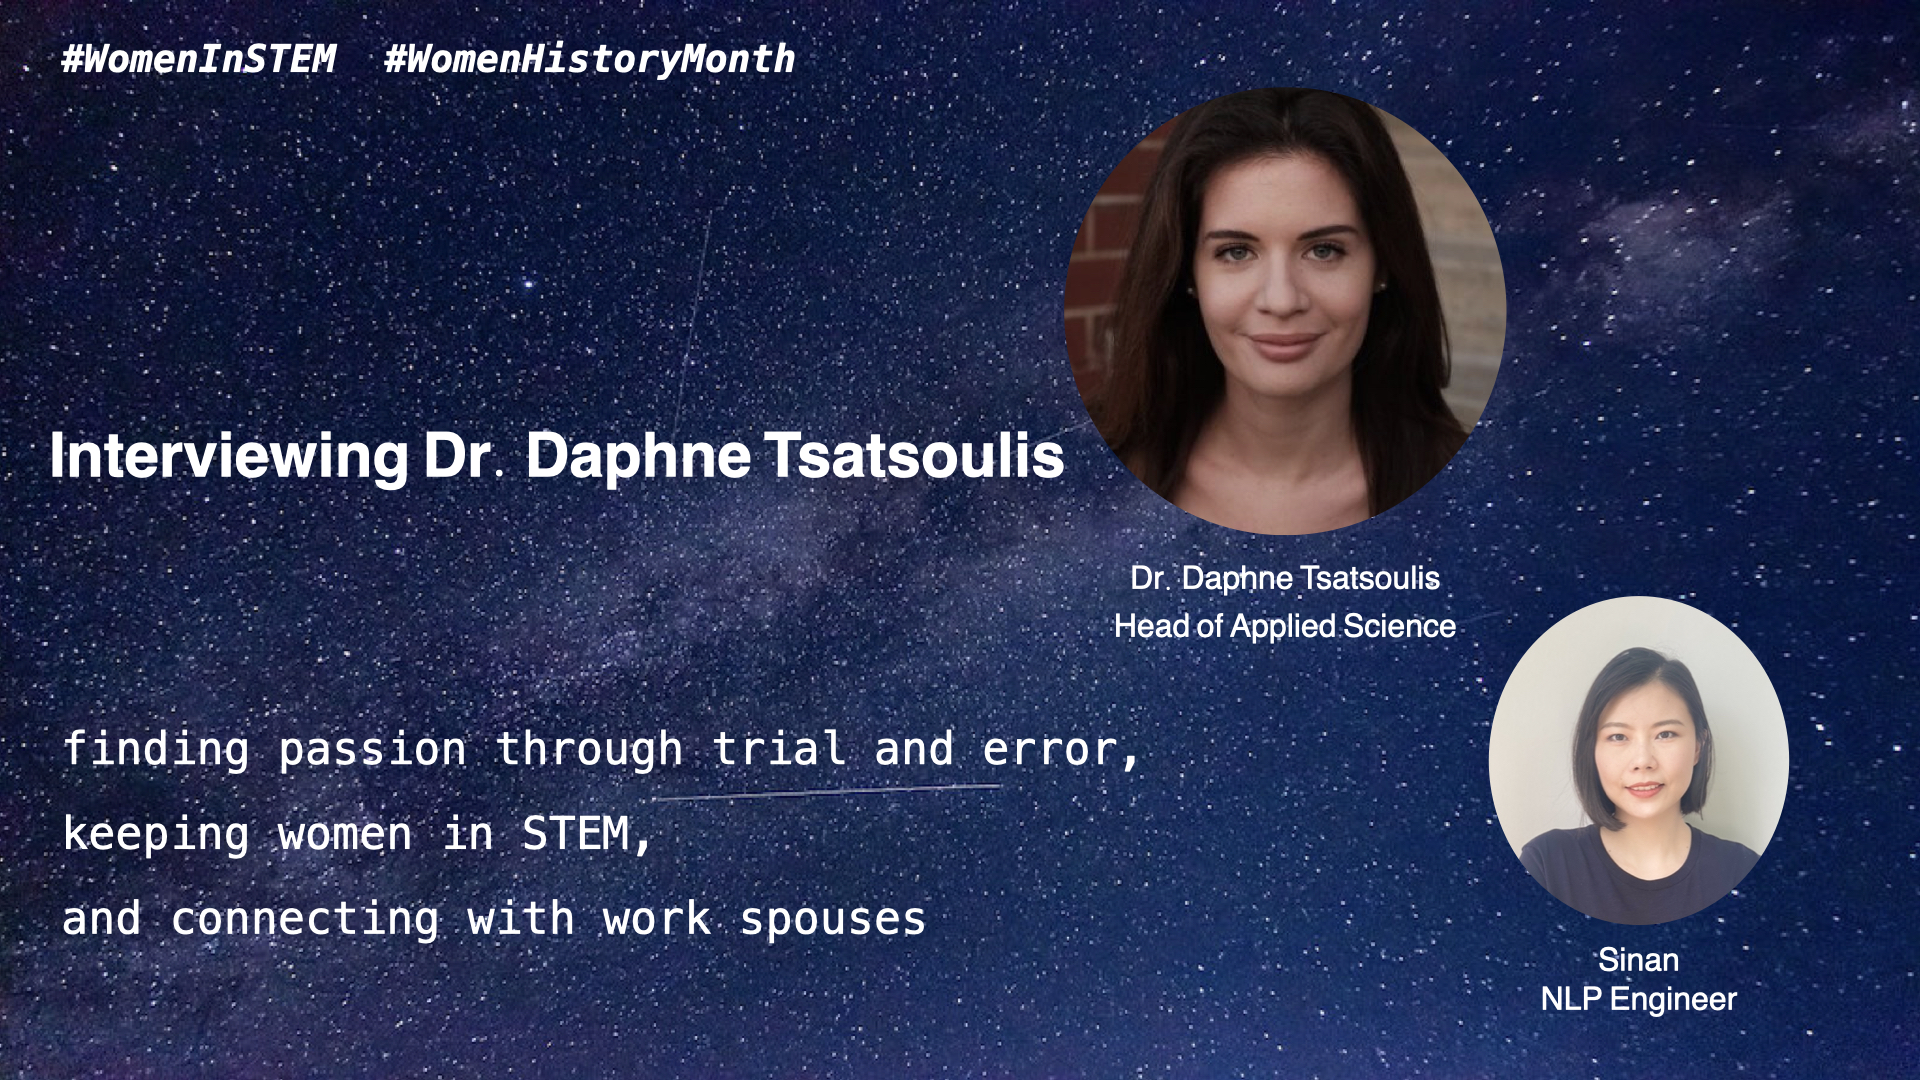 #WomenInSTEM #WomenHistoryMonth
Interviewing Dr. Daphne Tsatsoulis
Dr. Daphne Tsatsoulis
Head of Applied Science
finding passion through trial and error,
keeping women in STEM,
and connecting with work spouses
Sinan
NLP Engineer